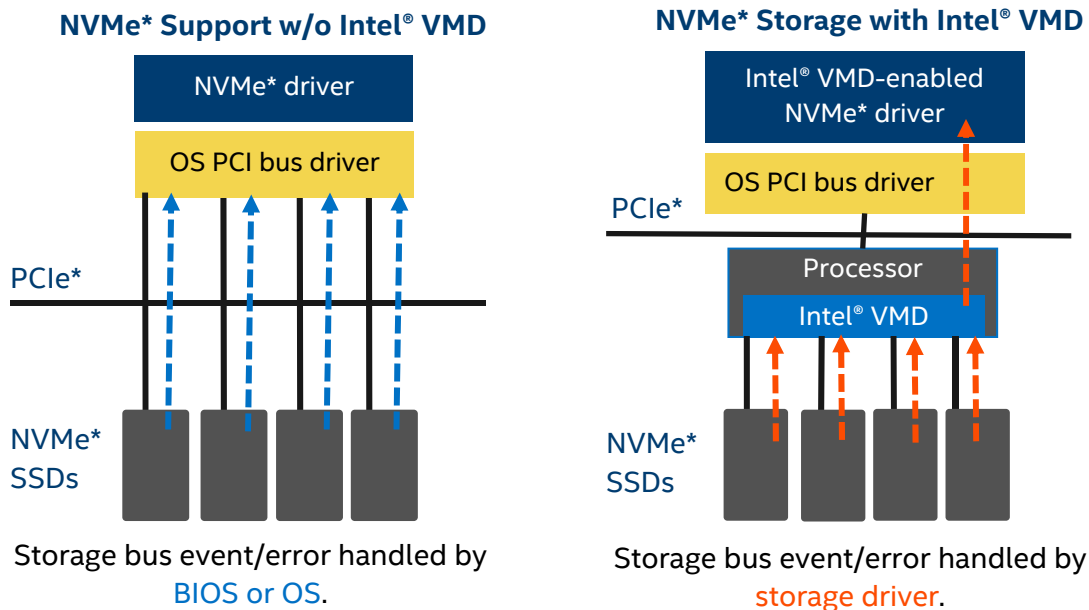 NVMe* Support w/o Intel® VMD
NVMe* driver
OS PCI bus driver
PCIe*
NVMe*
SSDs
Storage bus event/error handled by
BIOS or OS.
NVMe* Storage with Intel® VMD
Intel® VMD-enabled
NVMe* driver
OS PCI bus driver
PCIe*
Processor
Intel® VMD
NVMe*
SSDs
Storage bus event/error handled by
storage driver.